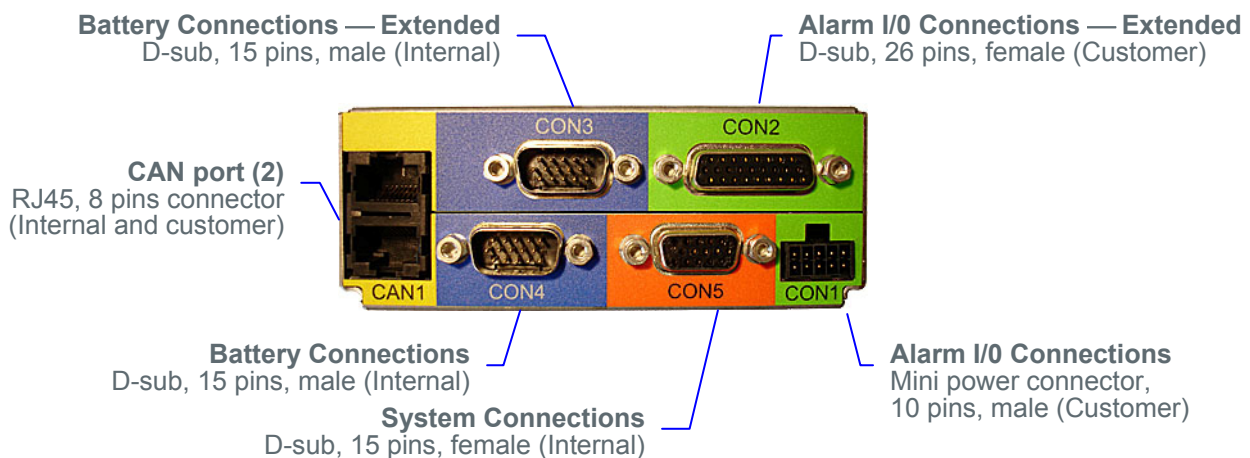 Battery Connections — Extended
D-sub, 15 pins, male (Internal)
Alarm I/0 Connections — Extended
D-sub, 26 pins, female (Customer)
CON3
CON2
CAN port (2)
RJ45, 8 pins connector
(Internal and customer)
CAN1
CON4
CON5
CON1
Battery Connections
D-sub, 15 pins, male (Internal)
System Connections
D-sub, 15 pins, female (Internal)
Alarm I/0 Connections
Mini power connector,
10 pins, male (Customer)